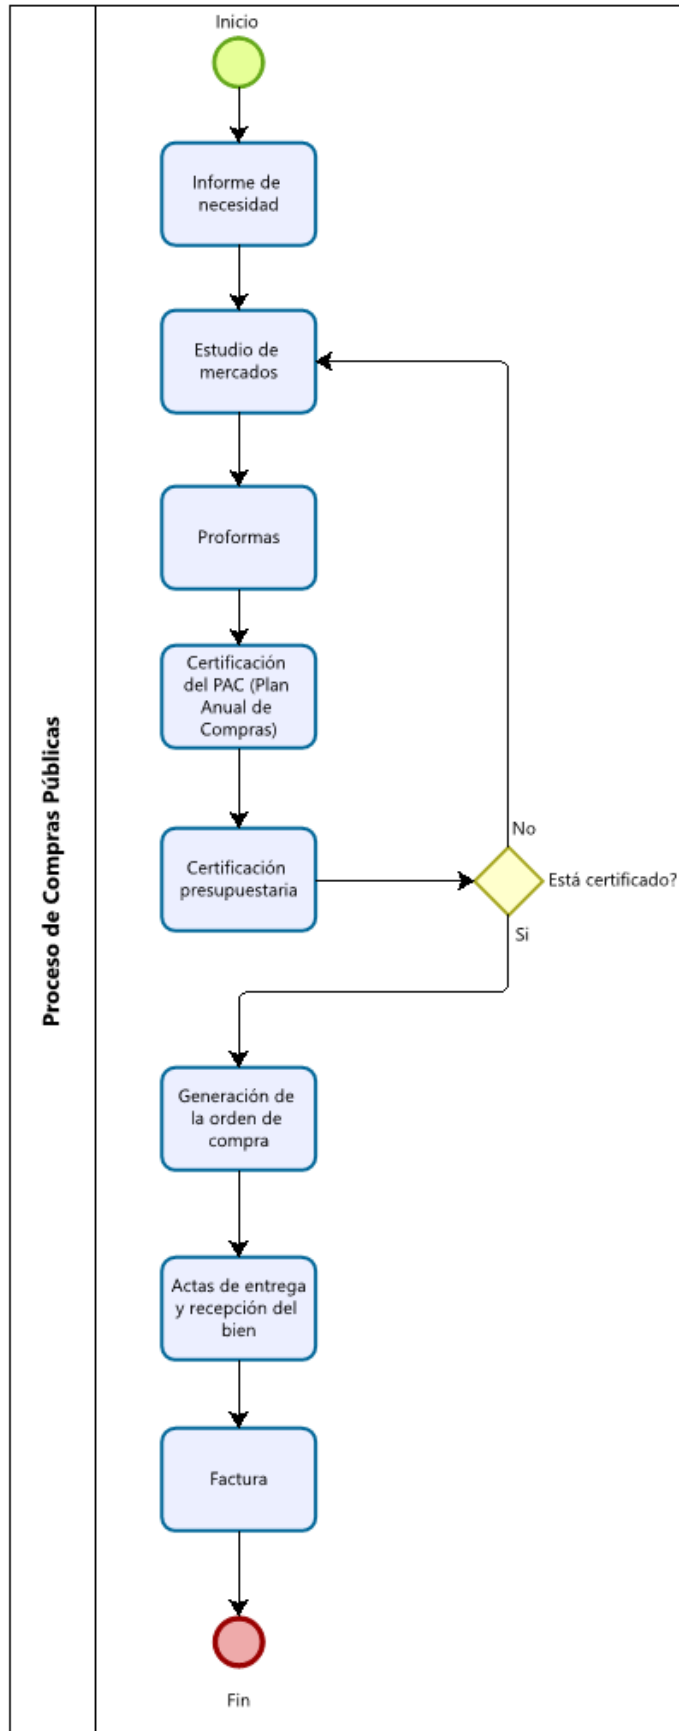 Proceso de Compras Públicas
Inicio
Informe de
necesidad
Estudio de
mercados
Proformas
Certificación
del PAC (Plan
Anual de
Compras)
Certificación
presupuestaria
No
Está certificado?
Si
Generación de
la orden de
compra
Actas de entrega
y recepción del
bien
Factura
Fin